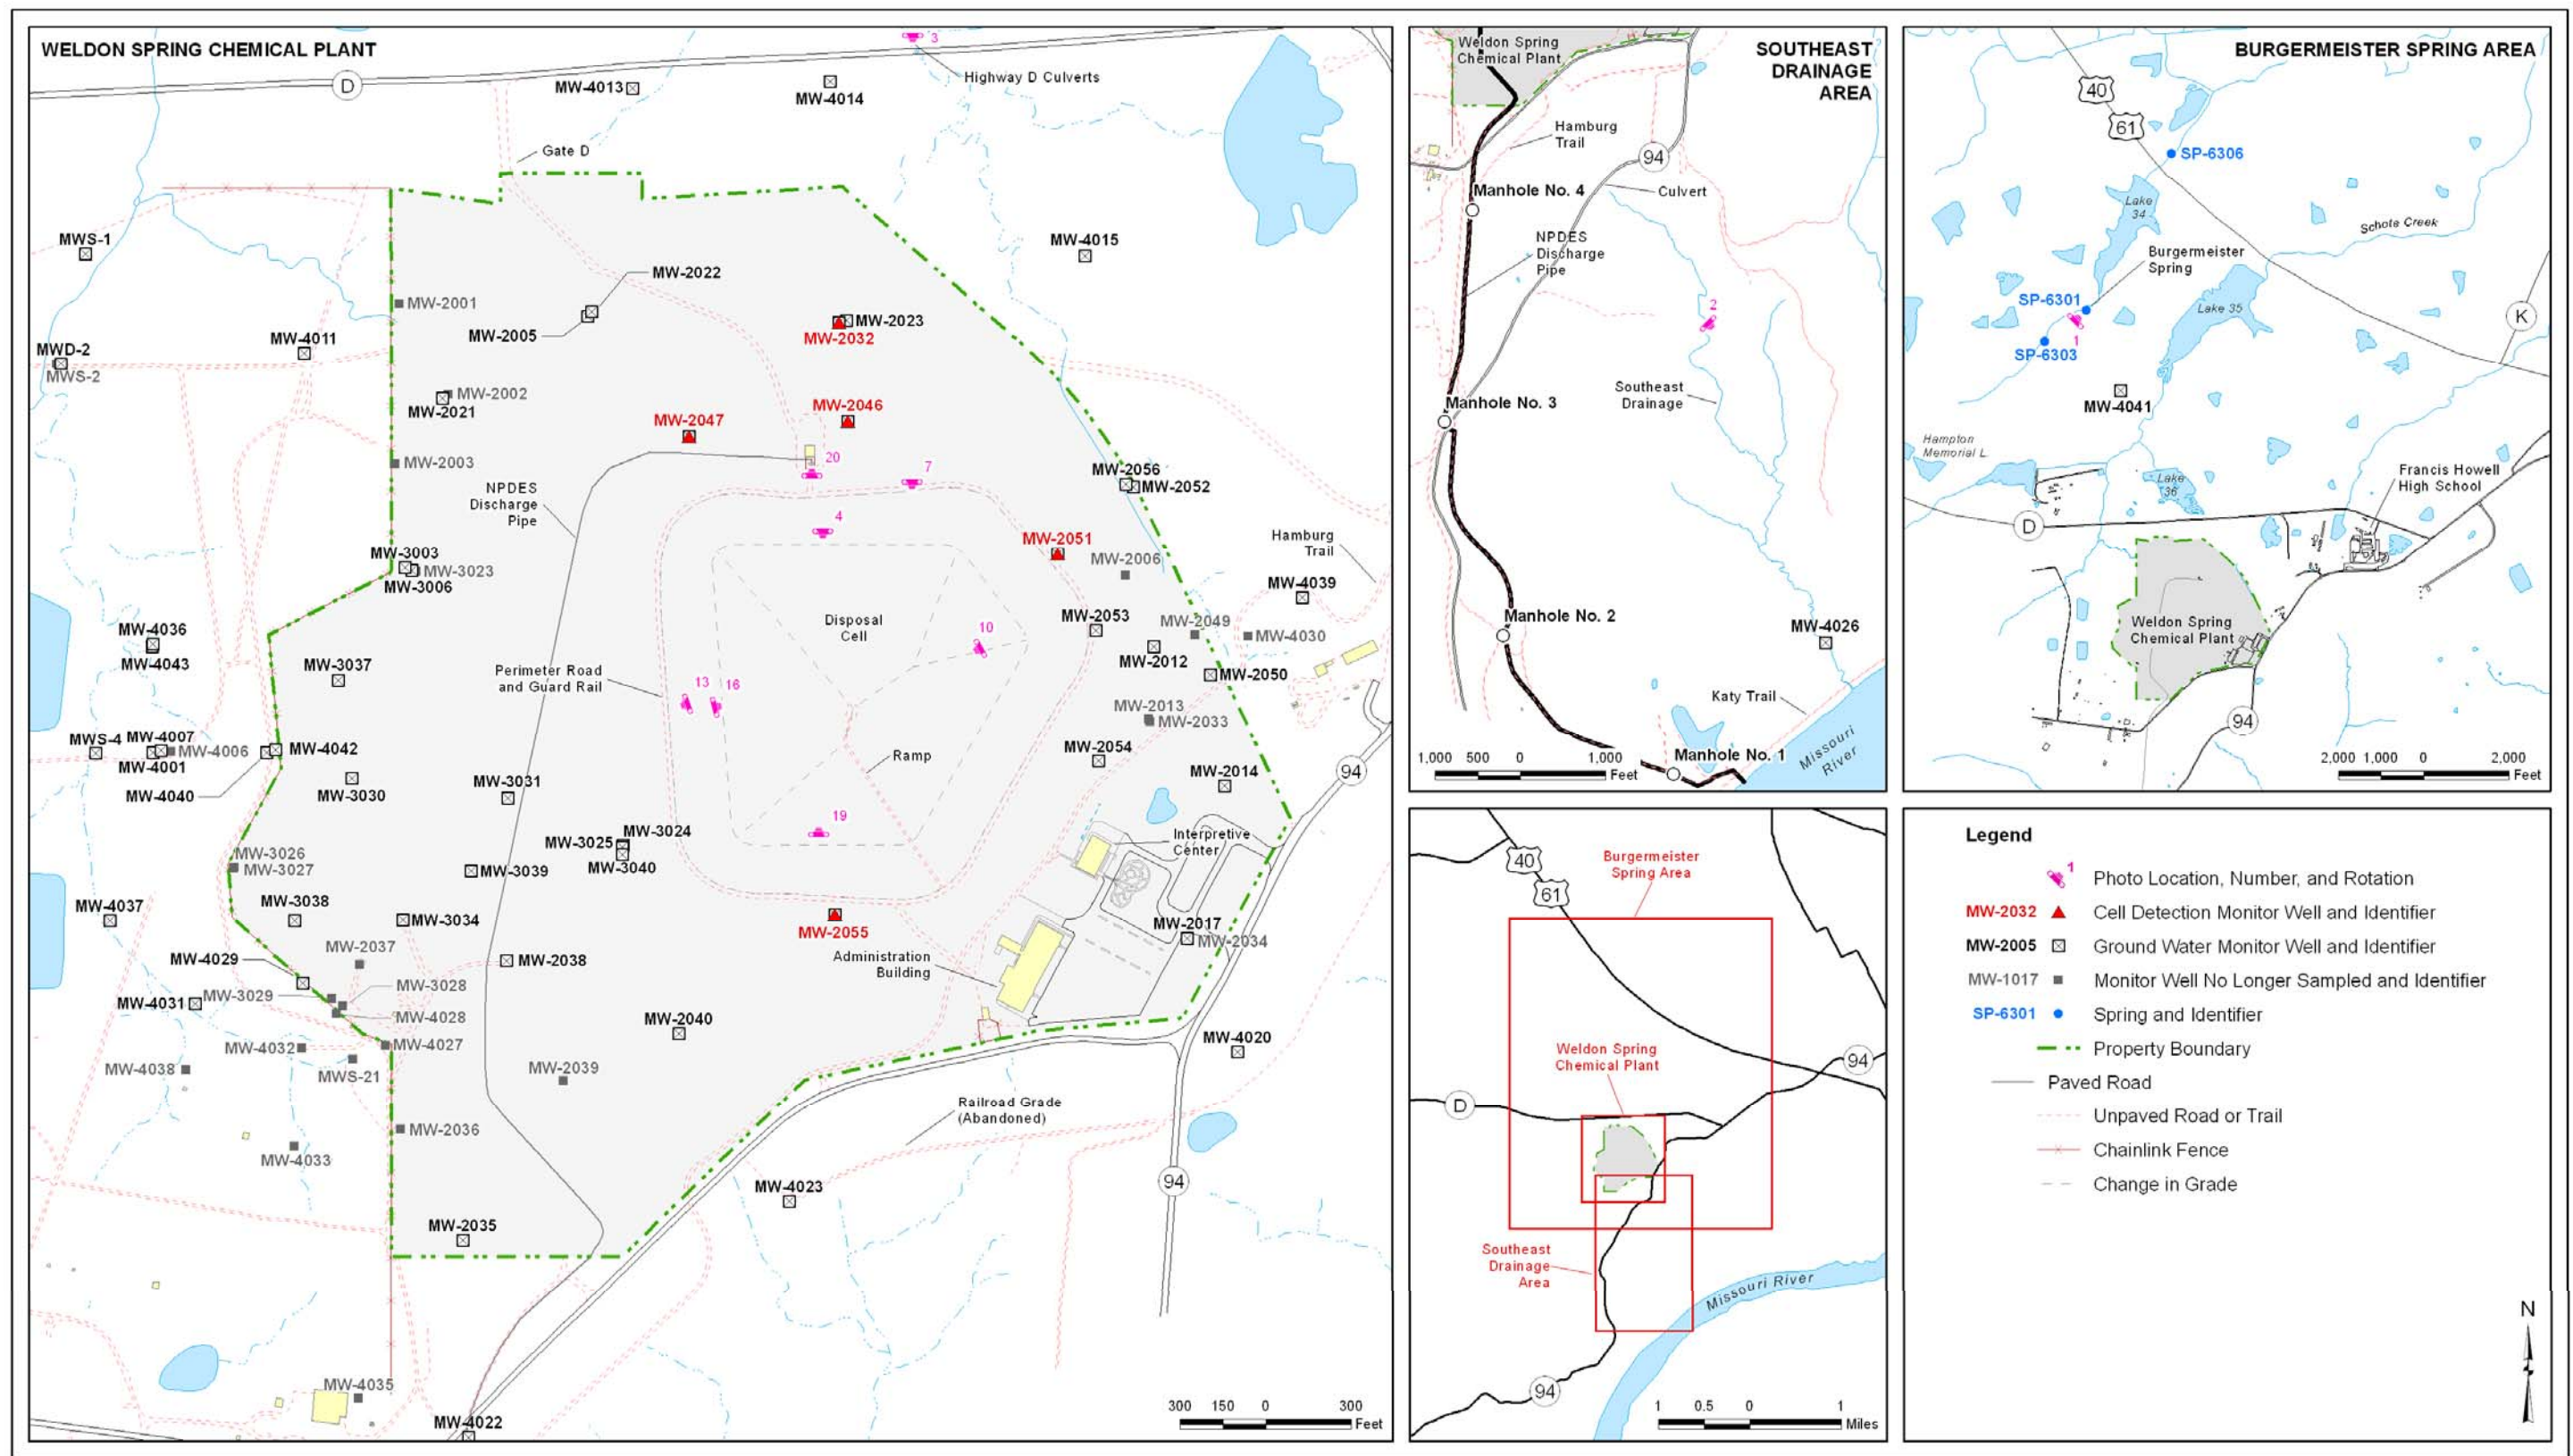 WELDON SPRING CHEMICAL PLANT
3
Highway D Culverts
D
MW-4013
MW-4014
Gate D
MWS-1
MW-4015
MW-2022
MW-2001
MW-2005
MW-2023
MW-2032
MW-4011
MWD-2
MWS-2
MW-2002
MW-2021
MW-2046
MW-2047
MW-2003
20
7
MW-2056
MW-2052
NPDES
Discharge
Pipe
4
MW-2051
MW-2006
Hamburg
Trail
MW-3003
MW-3023
MW-3006
MW-4039
MW-4036
MW-4043
Disposal
Cell
10
MW-2053
MW-2049
MW-4030
MW-2012
MW-2050
MW-3037
Perimeter Road
and Guard Rail
13
16
MW-2013
MW-2033
MWS-4
MW-4007
MW-4006
MW-4001
MW-4042
MW-4040
MW-3030
MW-3031
Ramp
MW-2054
MW-2014
94
MW-3024
MW-3025
MW-3040
19
Interpretive
Center
MW-3026
MW-3027
MW-3039
MW-4037
MW-3038
MW-3034
MW-2055
MW-2017
MW-2034
MW-2037
MW-4029
MW-2038
Administration
Building
MW-4031
MW-3029
MW-3028
MW-4028
MW-2040
MW-4020
MW-4032
MW-4027
MW-4038
MWS-21
MW-2039
Railroad Grade
(Abandoned)
MW-2036
MW-4033
94
MW-4023
MW-2035
MW-4035
MW-4022
300 150 0 300
Feet
SOUTHEAST
DRAINAGE
AREA
Weldon Spring
Chemical Plant
Hamburg
Trail
94
Manhole No. 4
Culvert
NPDES
Discharge
Pipe
2
Southeast
Drainage
Manhole No. 3
Manhole No. 2
MW-4026
Katy Trail
Manhole No. 1
Missouri
River
1,000 500 0 1,000
Feet
BURGERMEISTER SPRING AREA
40
61
SP-6306
Lake
34
Schote Creek
Burgermeister
Spring
SP-6301
Lake 35
K
1
SP-6303
MW-4041
Hampton
Memorial L.
Francis Howell
High School
Lake
36
D
Weldon Spring
Chemical Plant
94
2,000 1,000 0 2,000
Feet
40
61
Burgermeister
Spring Area
Weldon Spring
Chemical Plant
94
D
Southeast
Drainage
Area
Missouri River
94
1 0.5 0 1
Miles
Legend
1 Photo Location, Number, and Rotation
MW-2032 Cell Detection Monitor Well and Identifier
MW-2005 Ground Water Monitor Well and Identifier
MW-1017 Monitor Well No Longer Sampled and Identifier
SP-6301 Spring and Identifier
Property Boundary
Paved Road
Unpaved Road or Trail
Chainlink Fence
Change in Grade
N